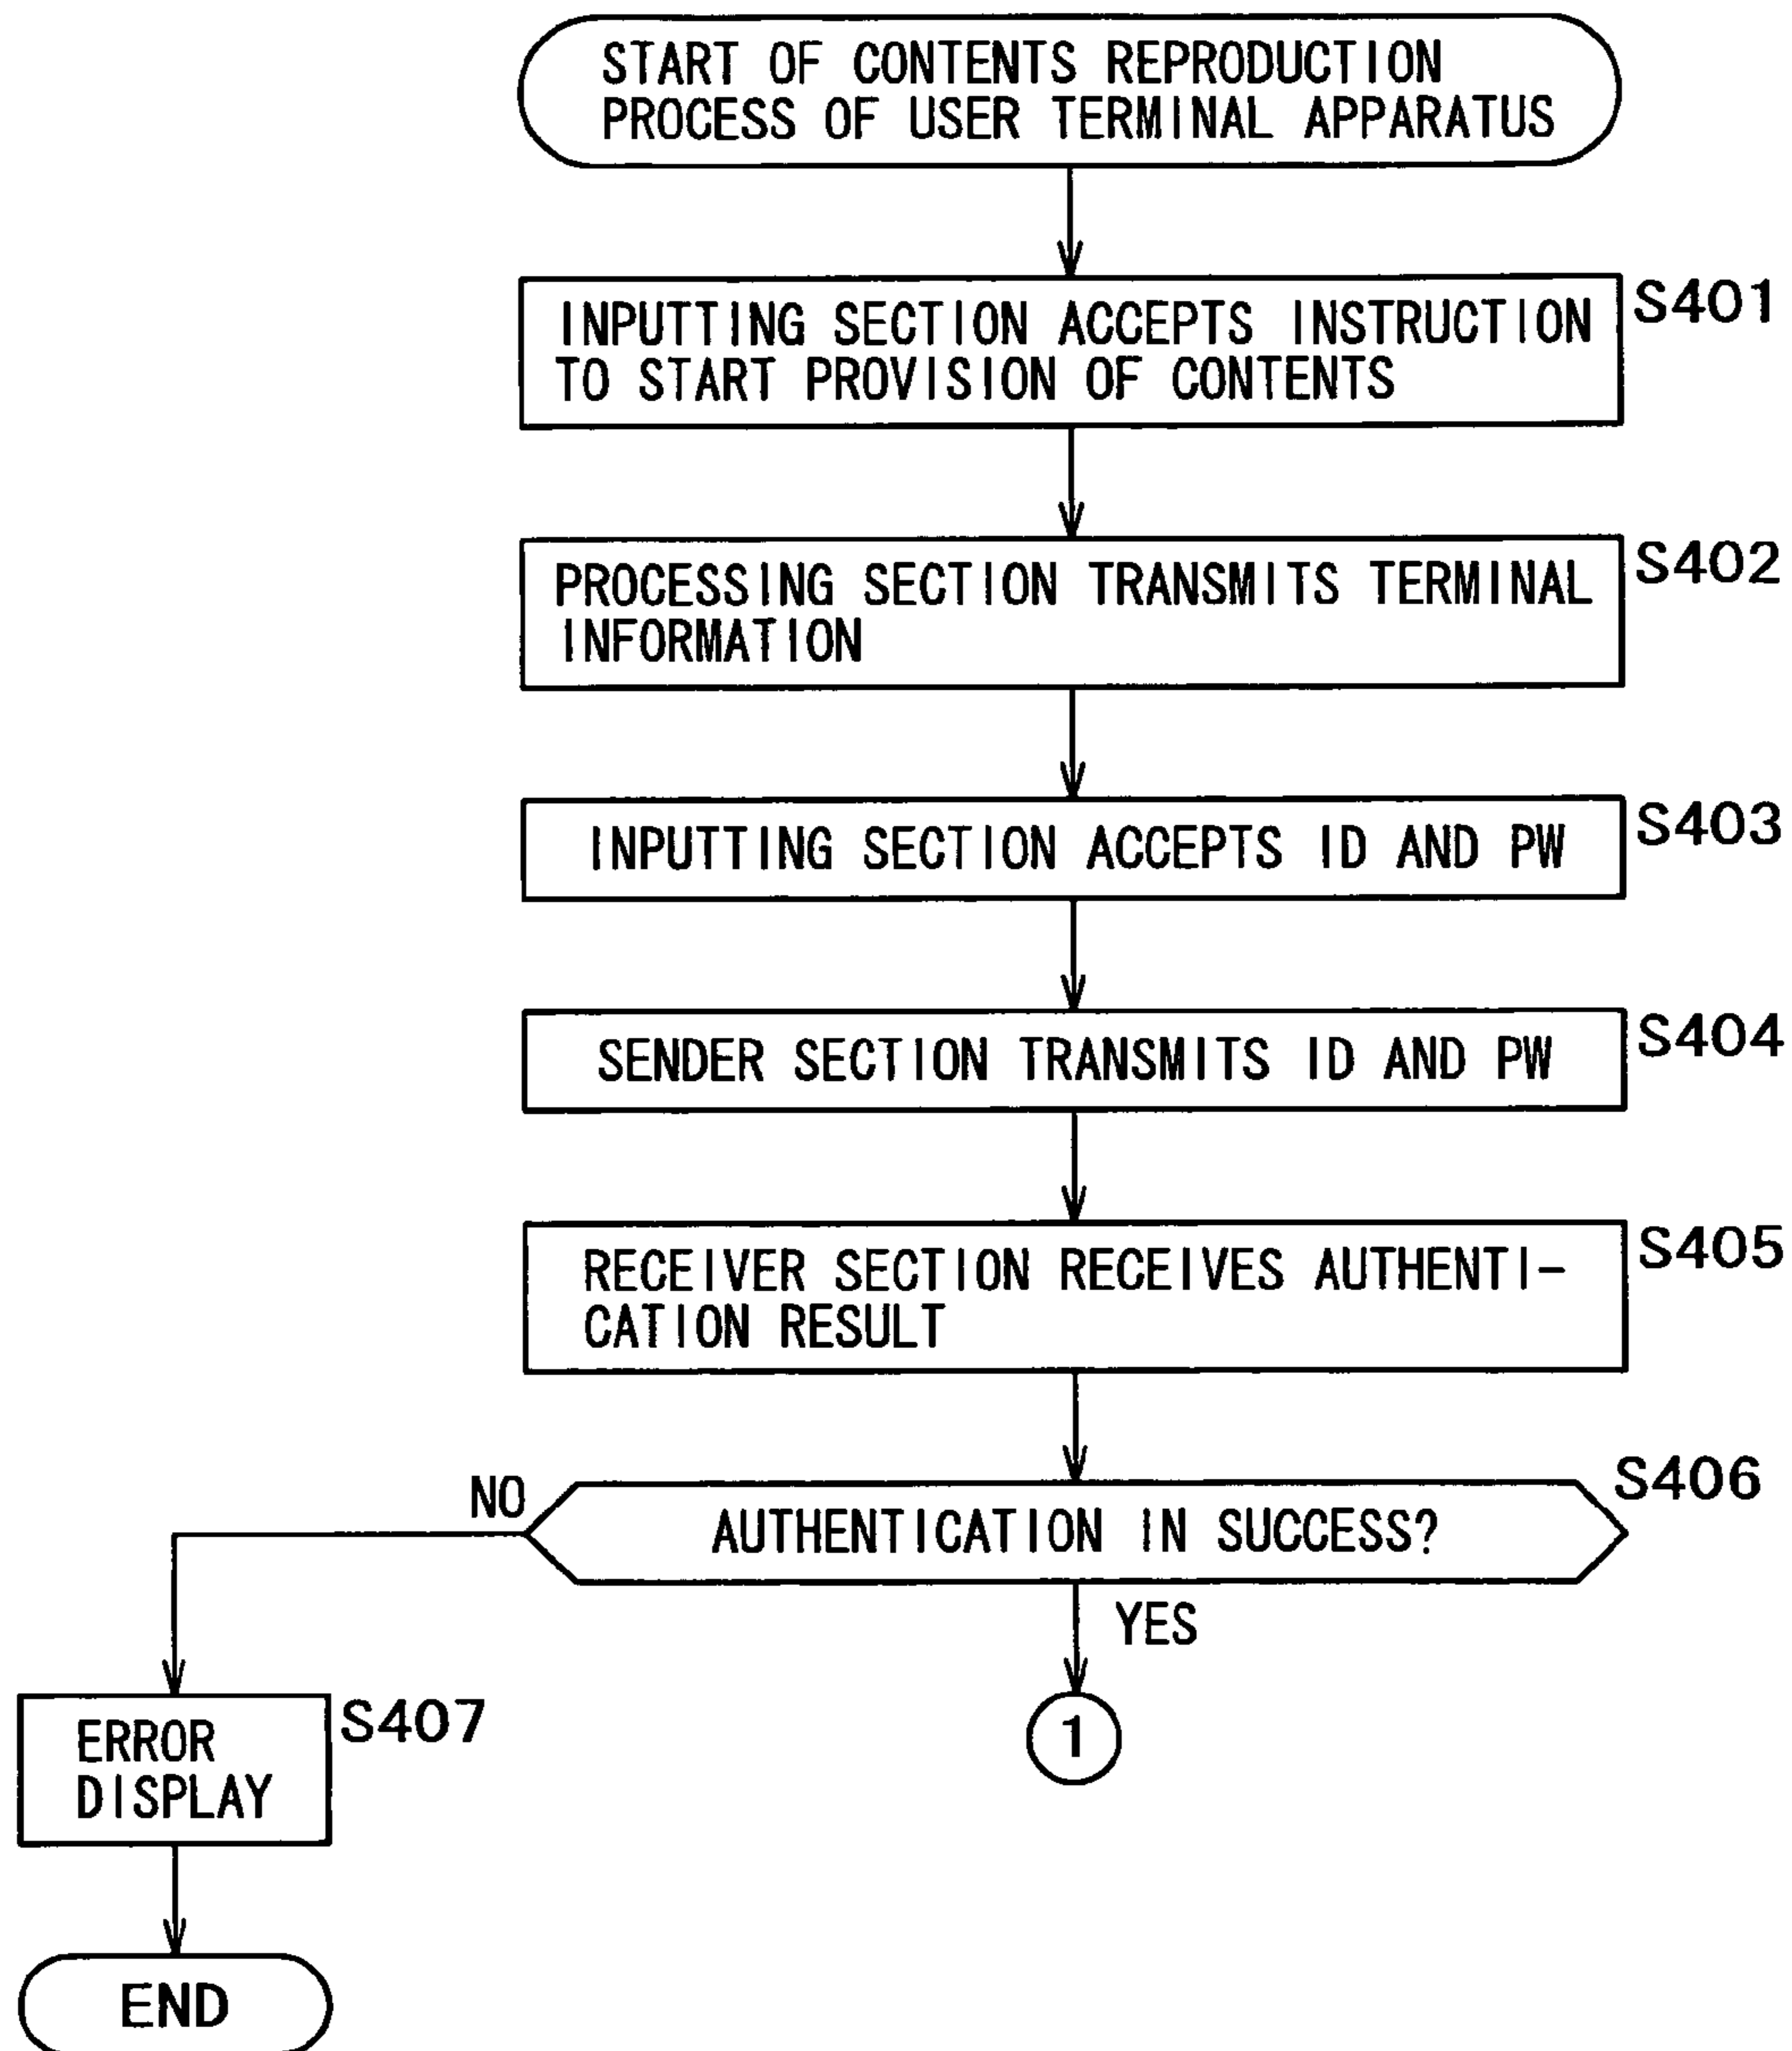 START OF CONTENTS REPRODUCTION
PROCESS OF USER TERMINAL APPARATUS
INPUTTING SECTION ACCEPTS INSTRUCTION
TO START PROVISION OF CONTENTS
S401
PROCESSING SECTION TRANSMITS TERMINAL
INFORMATION
S402
INPUTTING SECTION ACCEPTS ID AND PW
S403
SENDER SECTION TRANSMITS ID AND PW
S404
RECEIVER SECTION RECEIVES AUTHENTI-
CATION RESULT
S405
NO
AUTHENTICATION IN SUCCESS?
S406
YES
ERROR
DISPLAY
S407
1
END